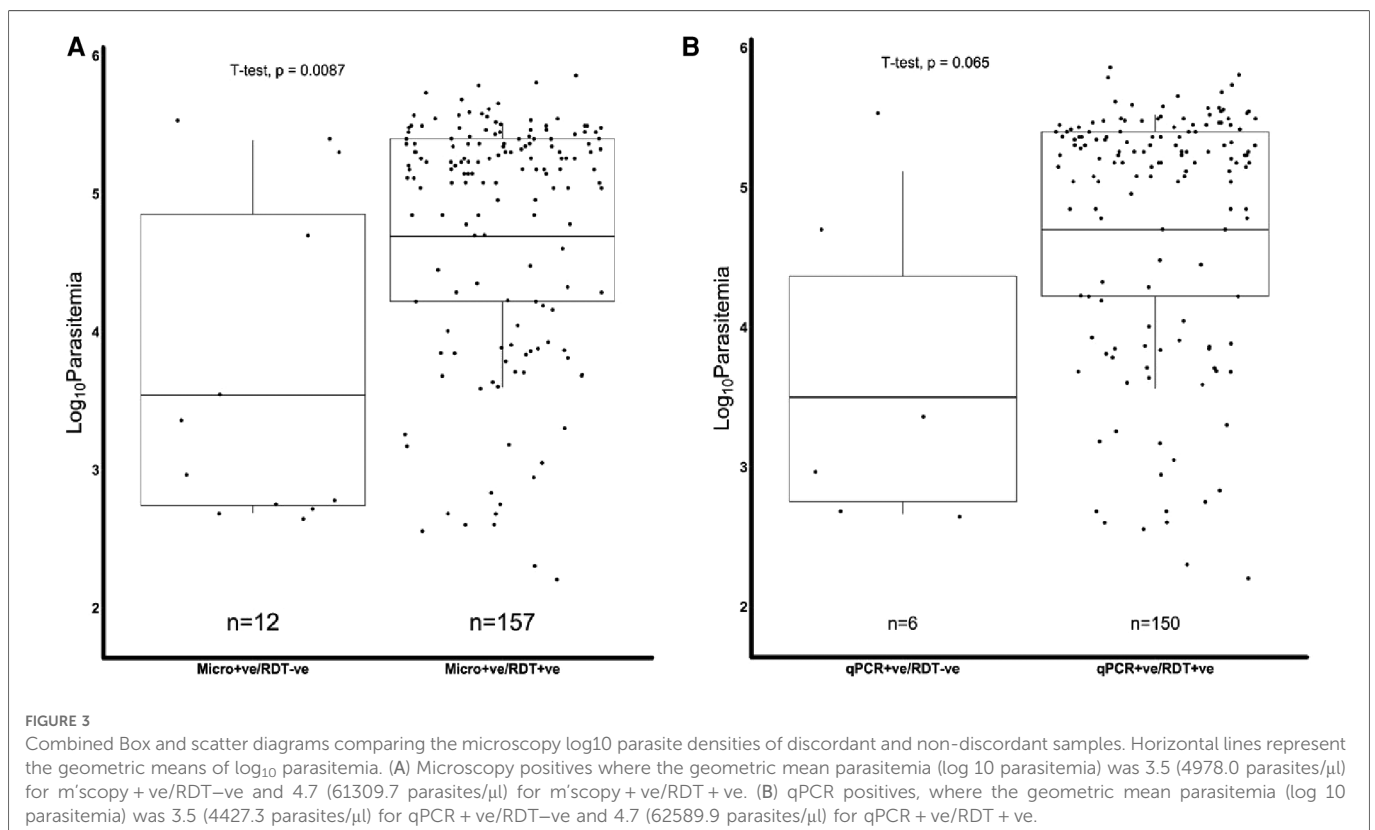 A
T-test, p = 0.0087
6
5
4
3
2
Log₁₀Parasitemia
n=12
n=157
Micro+ve/RDT-ve
Micro+ve/RDT+ve
B
T-test, p = 0.065
6
5
4
3
2
Log₁₀Parasitemia
n=6
n=150
qPCR+ve/RDT-ve
qPCR+ve/RDT+ve
FIGURE 3
Combined Box and scatter diagrams comparing the microscopy log10 parasite densities of discordant and non-discordant samples. Horizontal lines represent
the geometric means of log₁₀ parasitemia. (A) Microscopy positives where the geometric mean parasitemia (log 10 parasitemia) was 3.5 (4978.0 parasites/μl)
for m'scopy + ve/RDT−ve and 4.7 (61309.7 parasites/μl) for m'scopy + ve/RDT + ve. (B) qPCR positives, where the geometric mean parasitemia (log 10
parasitemia) was 3.5 (4427.3 parasites/μl) for qPCR + ve/RDT−ve and 4.7 (62589.9 parasites/μl) for qPCR + ve/RDT + ve.